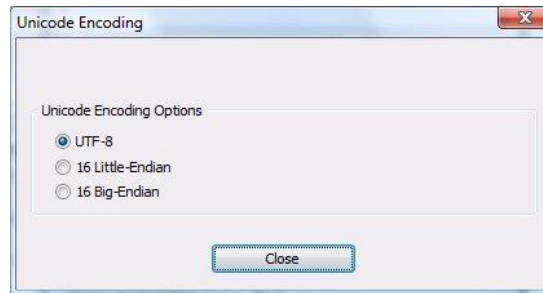 Unicode Encoding
Unicode Encoding Options
UTF-8
16 Little-Endian
16 Big-Endian
Close